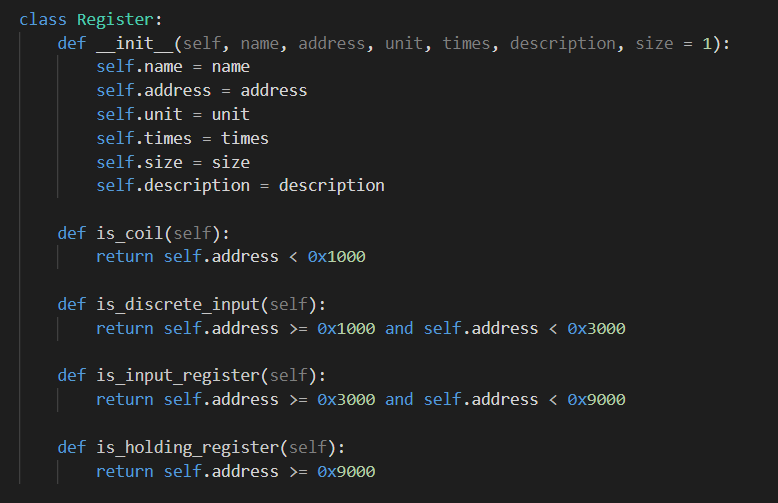 class Register:
    def __init__(self, name, address, unit, times, description, size = 1):
        self.name = name
        self.address = address
        self.unit = unit
        self.times = times
        self.size = size
        self.description = description

    def is_coil(self):
        return self.address < 0x1000

    def is_discrete_input(self):
        return self.address >= 0x1000 and self.address < 0x3000

    def is_input_register(self):
        return self.address >= 0x3000 and self.address < 0x9000

    def is_holding_register(self):
        return self.address >= 0x9000